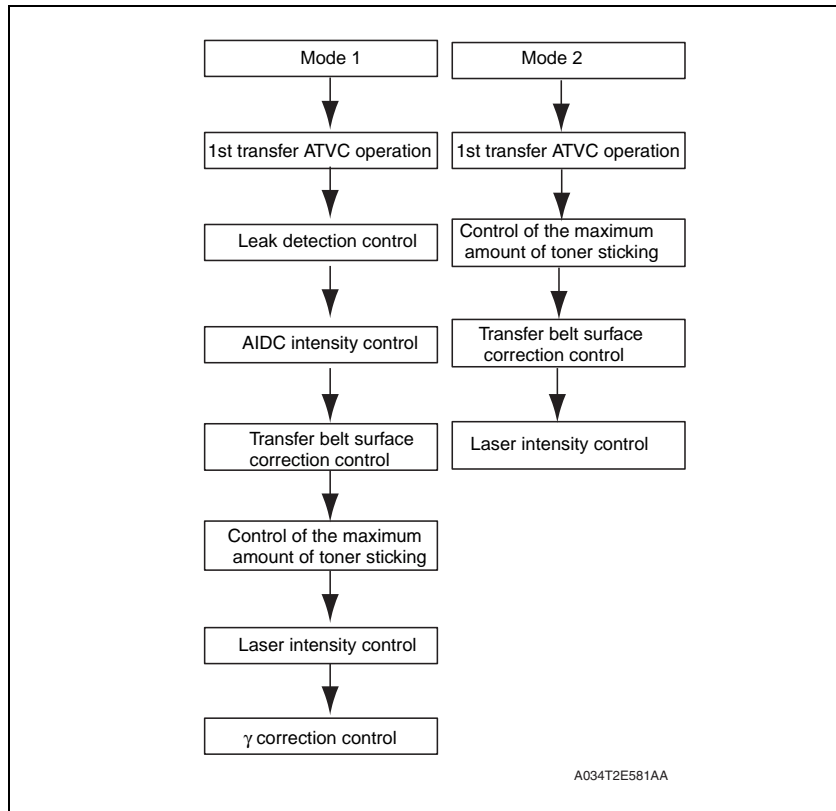 Mode 1
1st transfer ATVC operation
Leak detection control
AIDC intensity control
Transfer belt surface
correction control
Control of the maximum
amount of toner sticking
Laser intensity control
γ correction control
Mode 2
1st transfer ATVC operation
Control of the maximum
amount of toner sticking
Transfer belt surface
correction control
Laser intensity control
A034T2E581AA